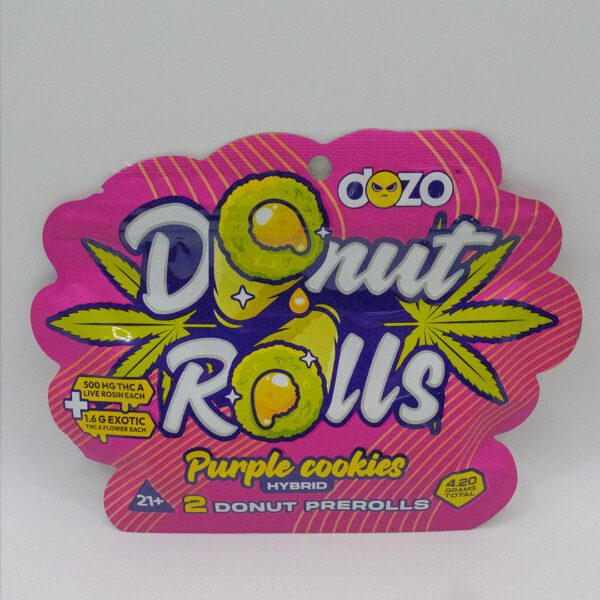 dozo
Donut
Rolls
500 MG THC A
LIVE ROSIN EACH
+
1.6 G EXOTIC
THC A FLOWER EACH
Purple cookies
HYBRID
21+
2 DONUT PREROLLS
4.20
GRAMS
TOTAL